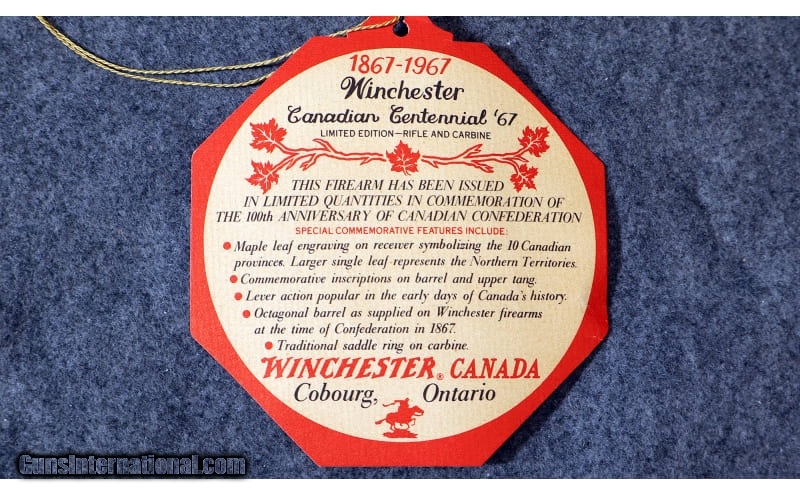 1867-1967
Winchester
Canadian Centennial '67
LIMITED EDITION—RIFLE AND CARBINE
THIS FIREARM HAS BEEN ISSUED
IN LIMITED QUANTITIES IN COMMEMORATION OF
THE 100th ANNIVERSARY OF CANADIAN CONFEDERATION
SPECIAL COMMEMORATIVE FEATURES INCLUDE:
● Maple leaf engraving on receiver symbolizing the 10 Canadian
provinces. Larger single leaf represents the Northern Territories.
● Commemorative inscriptions on barrel and upper tang.
● Lever action popular in the early days of Canada's history.
● Octagonal barrel as supplied on Winchester firearms
at the time of Confederation in 1867.
● Traditional saddle ring on carbine.
WINCHESTER® CANADA
Cobourg, Ontario
GunsInternational.com